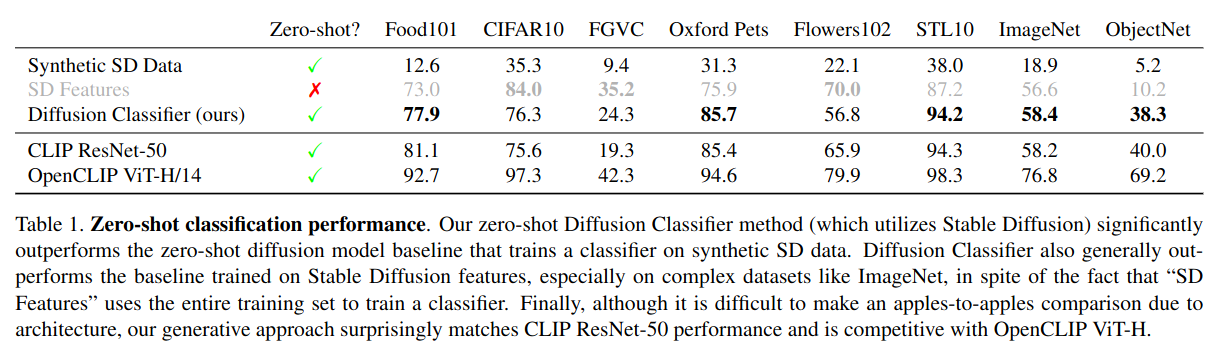 Zero-shot? Food101 CIFAR10 FGVC Oxford Pets Flowers102 STL10 ImageNet ObjectNet
Synthetic SD Data ✓ 12.6 35.3 9.4 31.3 22.1 38.0 18.9 5.2
SD Features ✗ 73.0 84.0 35.2 75.9 70.0 87.2 56.6 10.2
Diffusion Classifier (ours) ✓ 77.9 76.3 24.3 85.7 56.8 94.2 58.4 38.3
CLIP ResNet-50 ✓ 81.1 75.6 19.3 85.4 65.9 94.3 58.2 40.0
OpenCLIP ViT-H/14 ✓ 92.7 97.3 42.3 94.6 79.9 98.3 76.8 69.2
Table 1. Zero-shot classification performance. Our zero-shot Diffusion Classifier method (which utilizes Stable Diffusion) significantly
outperforms the zero-shot diffusion model baseline that trains a classifier on synthetic SD data. Diffusion Classifier also generally out-
performs the baseline trained on Stable Diffusion features, especially on complex datasets like ImageNet, in spite of the fact that “SD
Features” uses the entire training set to train a classifier. Finally, although it is difficult to make an apples-to-apples comparison due to
architecture, our generative approach surprisingly matches CLIP ResNet-50 performance and is competitive with OpenCLIP ViT-H.